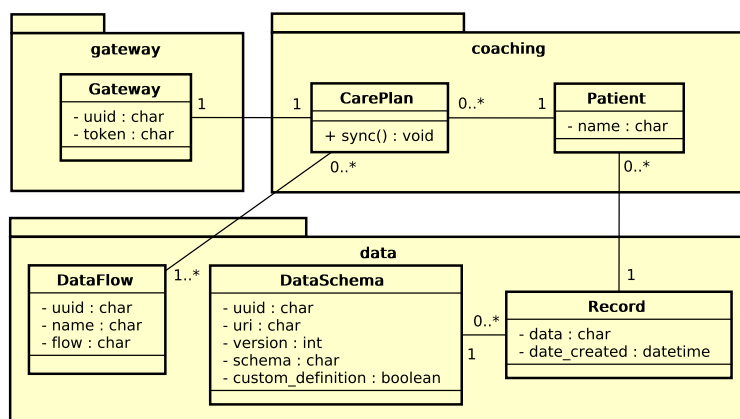 gateway
Gateway
- uuid : char
- token : char
1
1
coaching
CarePlan
+ sync() : void
0..*
1
Patient
- name : char
0..*
0..*
1..*
1
data
DataFlow
- uuid : char
- name : char
- flow : char
DataSchema
- uuid : char
- uri : char
- version : int
- schema : char
- custom_definition : boolean
0..*
1
Record
- data : char
- date_created : datetime